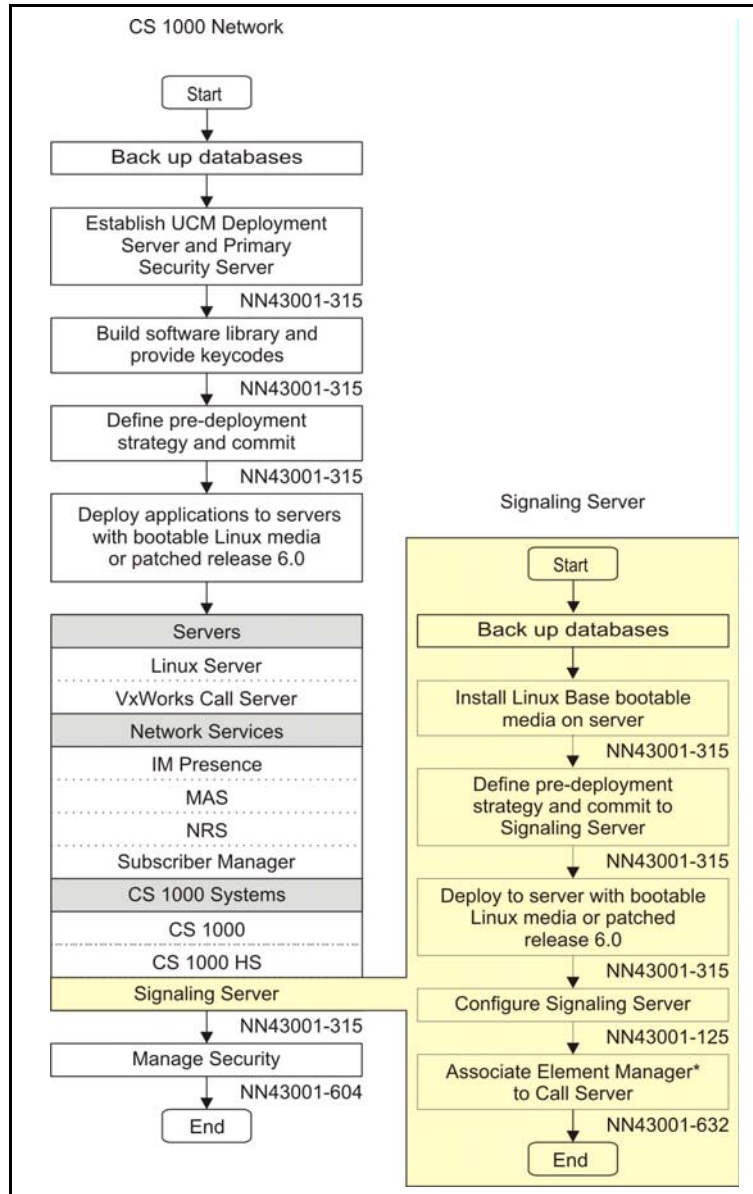 CS 1000 Network
Start
Back up databases
Establish UCM Deployment
Server and Primary
Security Server
NN43001-315
Build software library and
provide keycodes
NN43001-315
Define pre-deployment
strategy and commit
NN43001-315
Deploy applications to servers
with bootable Linux media
or patched release 6.0
Servers
Linux Server
VxWorks Call Server
Network Services
IM Presence
MAS
NRS
Subscriber Manager
CS 1000 Systems
CS 1000
CS 1000 HS
Signaling Server
NN43001-315
Manage Security
NN43001-604
End
Signaling Server
Start
Back up databases
Install Linux Base bootable
media on server
NN43001-315
Define pre-deployment
strategy and commit to
Signaling Server
NN43001-315
Deploy to server with bootable
Linux media or patched
release 6.0
NN43001-315
Configure Signaling Server
NN43001-125
Associate Element Manager*
to Call Server
NN43001-632
End